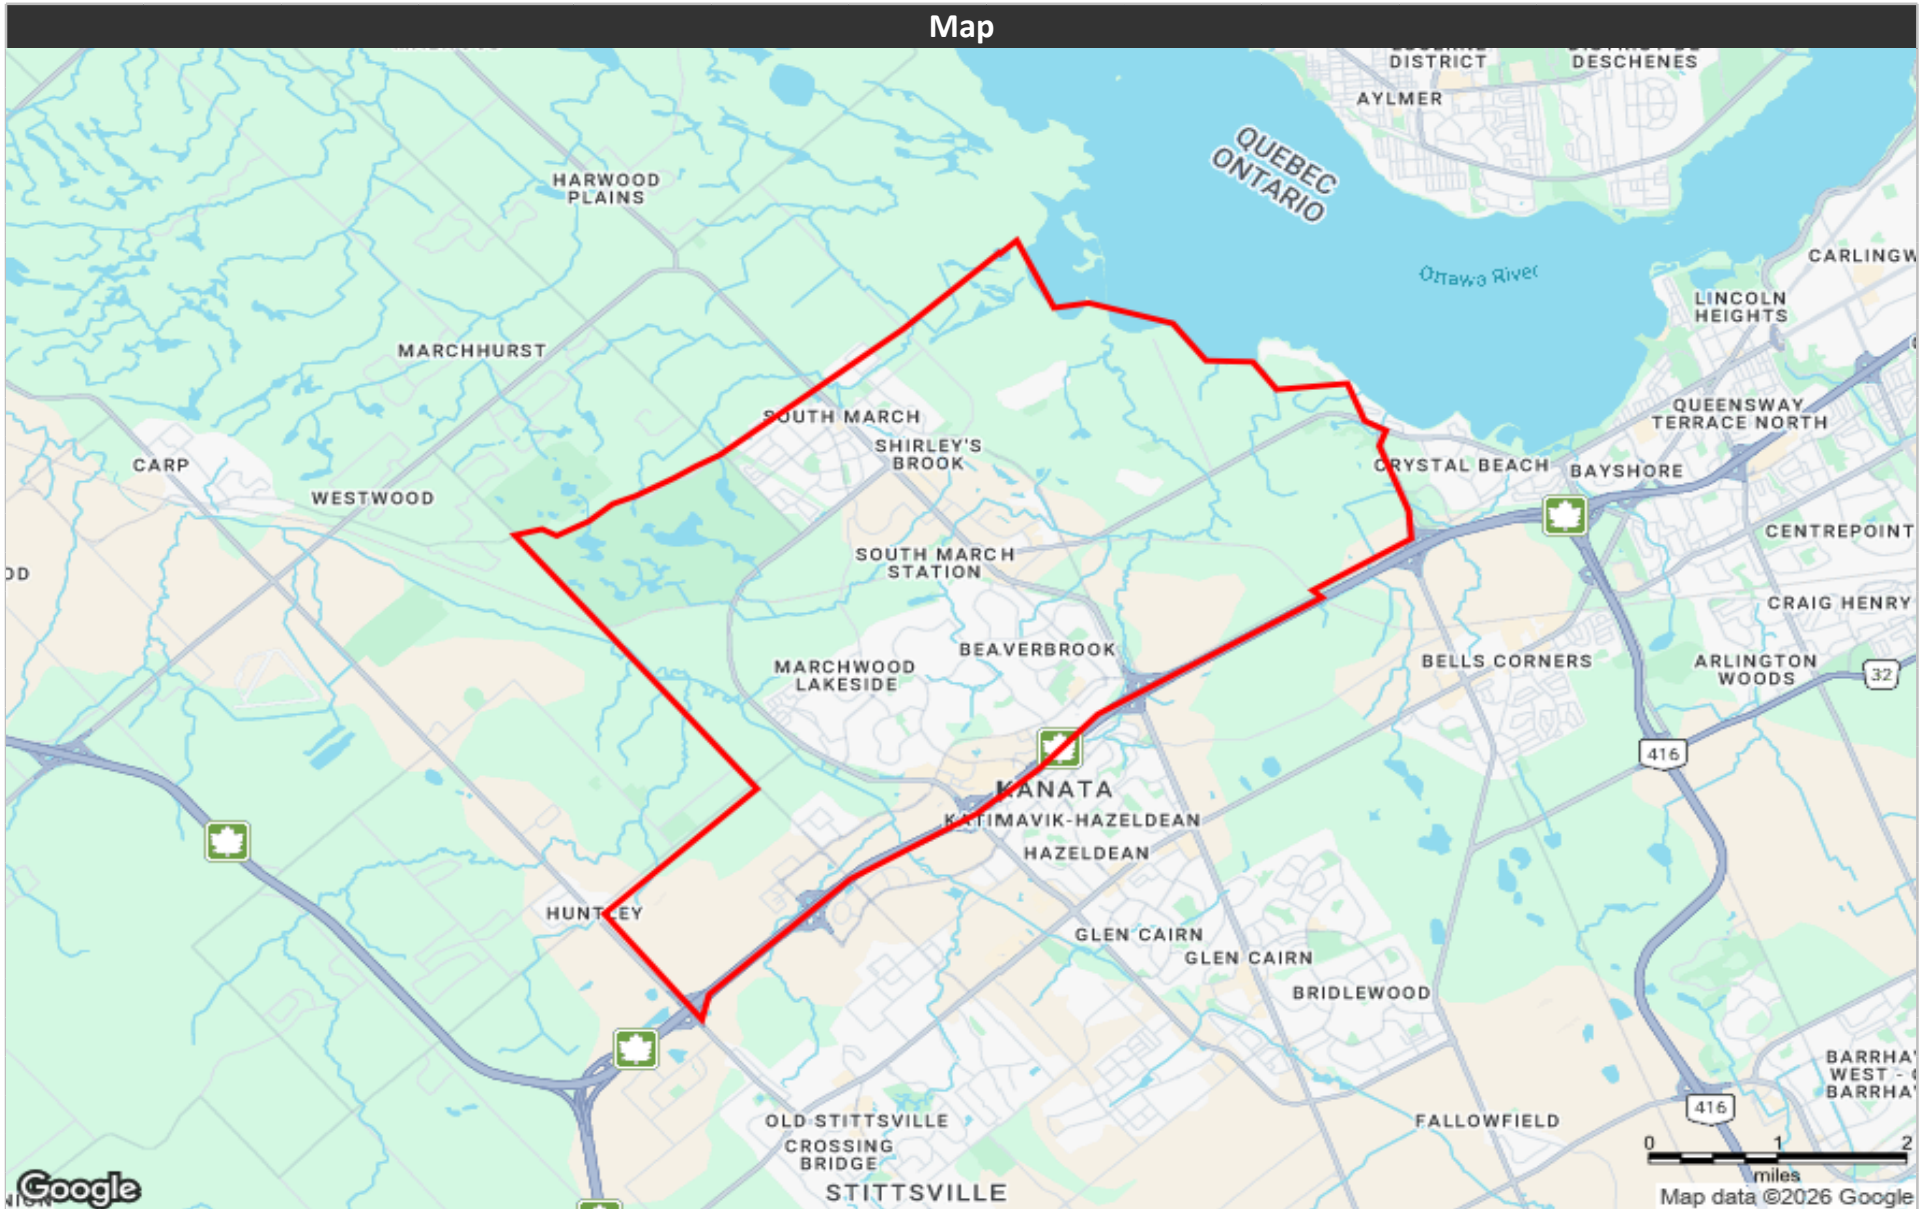 Map
DISTRICT
DESCHENES
AYLMER
QUEBEC
ONTARIO
HARWOOD
PLAINS
CARLINGW
Ottawa River
LINCOLN
HEIGHTS
MARCHHURST
SOUTH MARCH
QUEENSWAY
TERRACE NORTH
SHIRLEY'S
BROOK
CARP
CRYSTAL BEACH
BAYSHORE
WESTWOOD
CENTREPOINT
SOUTH MARCH
STATION
OD
CRAIG HENRY
BEAVERBROOK
MARCHWOOD
LAKESIDE
BELLS CORNERS
ARLINGTON
WOODS
32
416
KANATA
KATIMAVIK-HAZELDEAN
HAZELDEAN
HUNTLEY
GLEN CAIRN
GLEN CAIRN
BRIDLEWOOD
BARRHA
WEST -
BARRHA
416
OLD STITTSVILLE
FALLOWFIELD
CROSSING
BRIDGE
0 1 2
miles
STITTSVILLE
Google
NION
Map data ©2026 Google